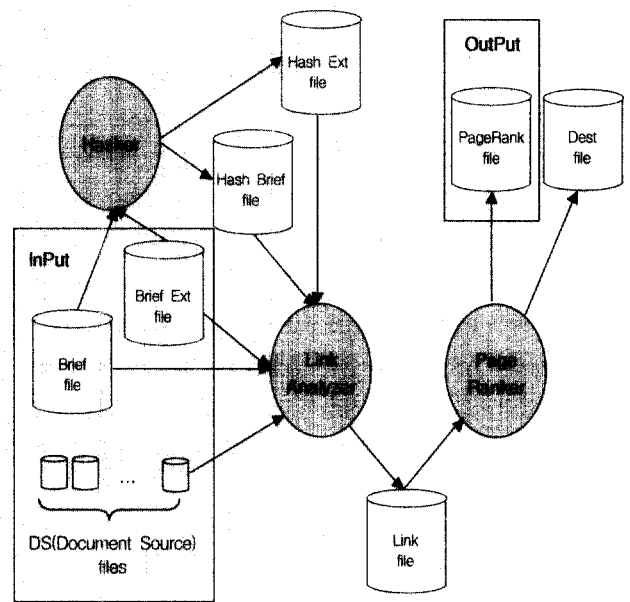 OutPut
Hash Ext
file
PageRank
file
Dest
file
Hasher
Hash Brief
file
InPut
Brief Ext
file
Brief
file
Link
Analyzer
Page
Ranker
...
DS(Document Source)
files
Link
file